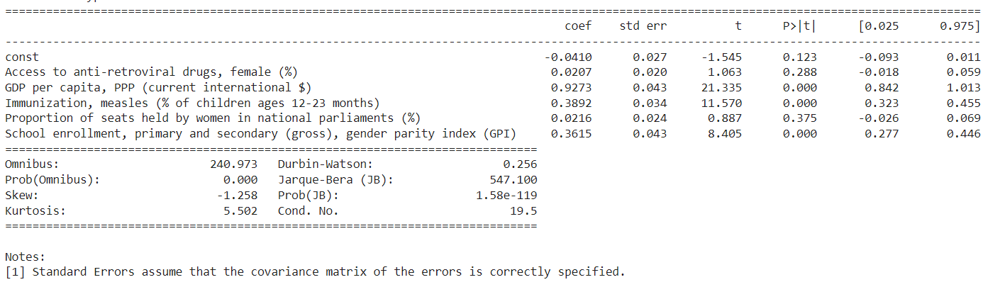 ==============================================================================================================================================
coef std err t P>|t| [0.025 0.975]
----------------------------------------------------------------------------------------------------------------------------------------------
const -0.0410 0.027 -1.545 0.123 -0.093 0.011
Access to anti-retroviral drugs, female (%) 0.0207 0.020 1.063 0.288 -0.018 0.059
GDP per capita, PPP (current international $) 0.9273 0.043 21.335 0.000 0.842 1.013
Immunization, measles (% of children ages 12-23 months) 0.3892 0.034 11.570 0.000 0.323 0.455
Proportion of seats held by women in national parliaments (%) 0.0216 0.024 0.887 0.375 -0.026 0.069
School enrollment, primary and secondary (gross), gender parity index (GPI) 0.3615 0.043 8.405 0.000 0.277 0.446
==============================================================================
Omnibus: 240.973 Durbin-Watson: 0.256
Prob(Omnibus): 0.000 Jarque-Bera (JB): 547.100
Skew: -1.258 Prob(JB): 1.58e-119
Kurtosis: 5.502 Cond. No. 19.5
==============================================================================
Notes:
[1] Standard Errors assume that the covariance matrix of the errors is correctly specified.